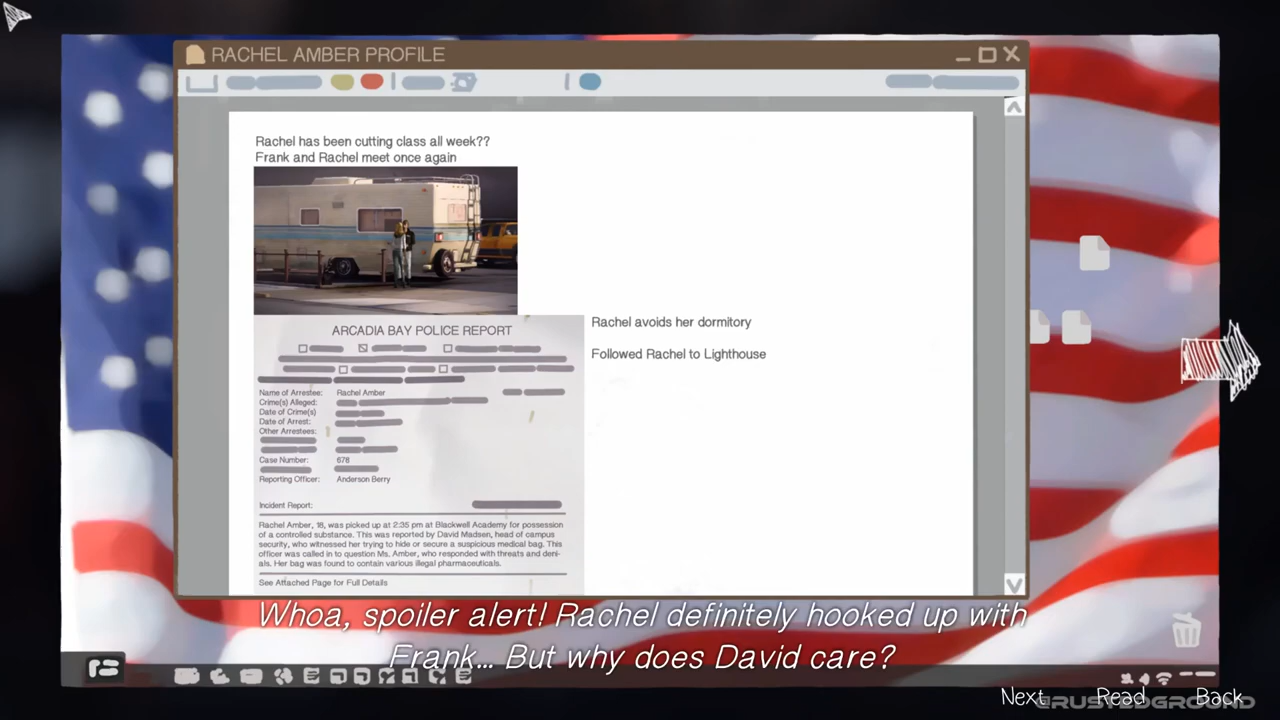 RACHEL AMBER PROFILE
Rachel has been cutting class all week??
Frank and Rachel meet once again
ARCADIA BAY POLICE REPORT
Name of Arrestee: Rachel Amber
Crime(s) Alleged:
Date of Crime(s)
Date of Arrest:
Other Arrestees:
Case Number: 678
Reporting Officer: Anderson Berry
Incident Report:
Rachel Amber, 18, was picked up at 2:35 pm at Blackwell Academy for possession
of a controlled substance. This was reported by David Madsen, head of campus
security, who witnessed her trying to hide or secure a suspicious medical bag. This
officer was called in to question Ms. Amber, who responded with threats and deni-
als. Her bag was found to contain various illegal pharmaceuticals.
See Attached Page for Full Details
Rachel avoids her dormitory
Followed Rachel to Lighthouse
Whoa, spoiler alert! Rachel definitely hooked up with
Frank... But why does David care?
Next Read Back
TRUSTEDGROUND